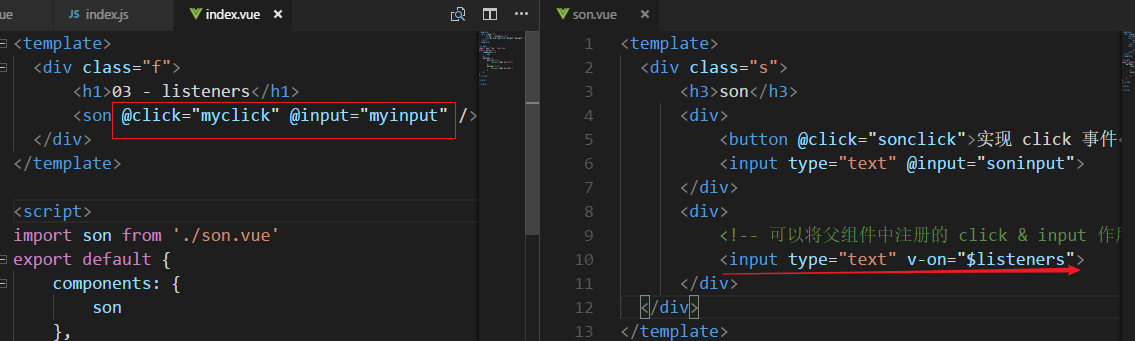 ue
JS index.js
index.vue ×
<template>
<div class="f">
<h1>03 - listeners</h1>
<son @click="myclick" @input="myinput" />
</div>
</template>
<script>
import son from './son.vue'
export default {
components: {
son
},
son.vue ×
1 <template>
2 <div class="s">
3 <h3>son</h3>
4 <div>
5 <button @click="sonclick">实现 click 事件<
6 <input type="text" @input="soninput">
7 </div>
8 <div>
9 <!-- 可以将父组件中注册的 click & input 作用
10 <input type="text" v-on="$listeners">
11 </div>
12 </div>
13 </template>